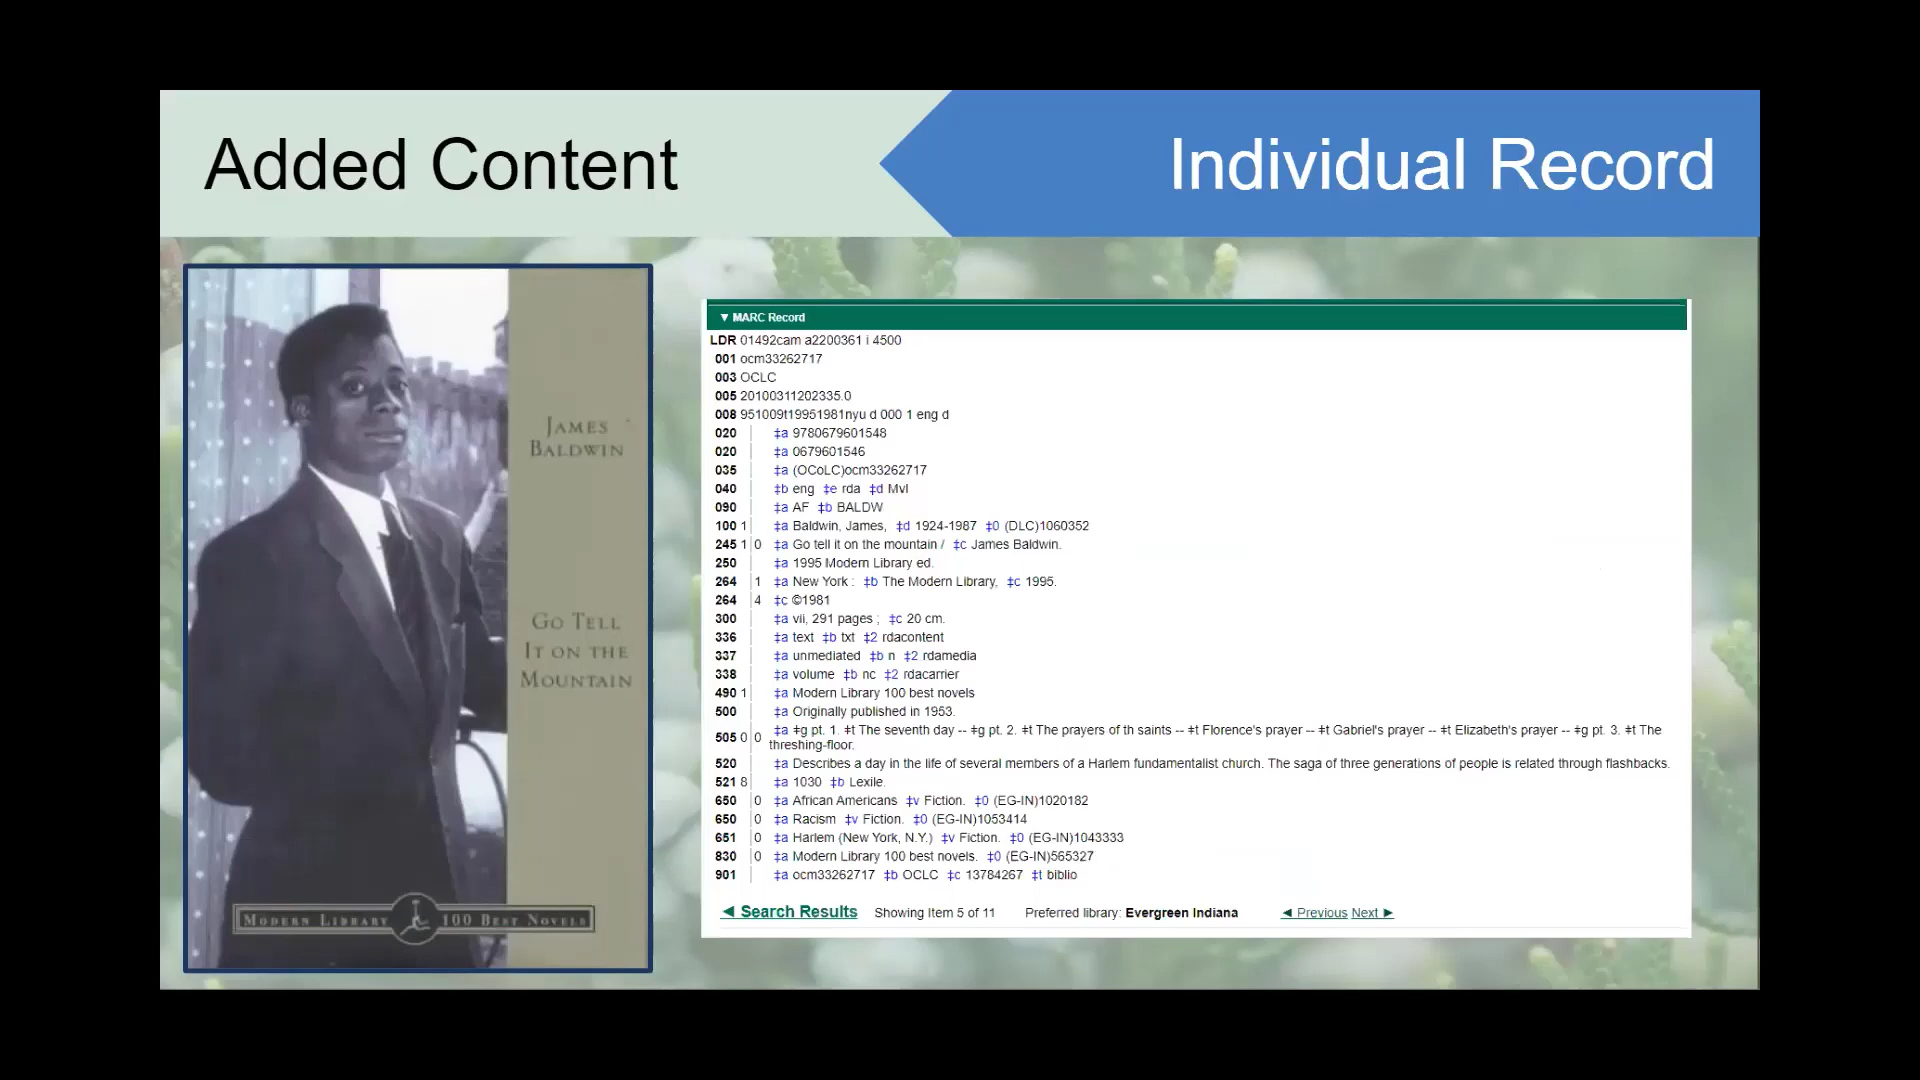 Added Content
Individual Record
JAMES
BALDWIN
GO TELL
IT ON THE
MOUNTAIN
MODERN LIBRARY 100 BEST NOVELS
▼ MARC Record
LDR 01492cam a2200361 i 4500
001 ocm33262717
003 OCLC
005 20100311202335.0
008 951009t19951981nyu d 000 1 eng d
020 ‡a 9780679601548
020 ‡a 0679601546
035 ‡a (OCoLC)ocm33262717
040 ‡b eng ‡e rda ‡d Mvl
090 ‡a AF ‡b BALDW
100 1 ‡a Baldwin, James, ‡d 1924-1987 ‡0 (DLC)1060352
245 1 0 ‡a Go tell it on the mountain / ‡c James Baldwin.
250 ‡a 1995 Modern Library ed.
264 1 ‡a New York : ‡b The Modern Library, ‡c 1995.
264 4 ‡c ©1981
300 ‡a vii, 291 pages ; ‡c 20 cm.
336 ‡a text ‡b txt ‡2 rdacontent
337 ‡a unmediated ‡b n ‡2 rdamedia
338 ‡a volume ‡b nc ‡2 rdacarrier
490 1 ‡a Modern Library 100 best novels
500 ‡a Originally published in 1953.
505 0 0 ‡a ‡g pt. 1. ‡t The seventh day -- ‡g pt. 2. ‡t The prayers of th saints -- ‡t Florence's prayer -- ‡t Gabriel's prayer -- ‡t Elizabeth's prayer -- ‡g pt. 3. ‡t The
threshing-floor.
520 ‡a Describes a day in the life of several members of a Harlem fundamentalist church. The saga of three generations of people is related through flashbacks.
521 8 ‡a 1030 ‡b Lexile.
650 0 ‡a African Americans ‡v Fiction. ‡0 (EG-IN)1020182
650 0 ‡a Racism ‡v Fiction. ‡0 (EG-IN)1053414
651 0 ‡a Harlem (New York, N.Y.) ‡v Fiction. ‡0 (EG-IN)1043333
830 0 ‡a Modern Library 100 best novels. ‡0 (EG-IN)565327
901 ‡a ocm33262717 ‡b OCLC ‡c 13784267 ‡t biblio
◄ Search Results Showing Item 5 of 11 Preferred library: Evergreen Indiana ◄ Previous Next ►